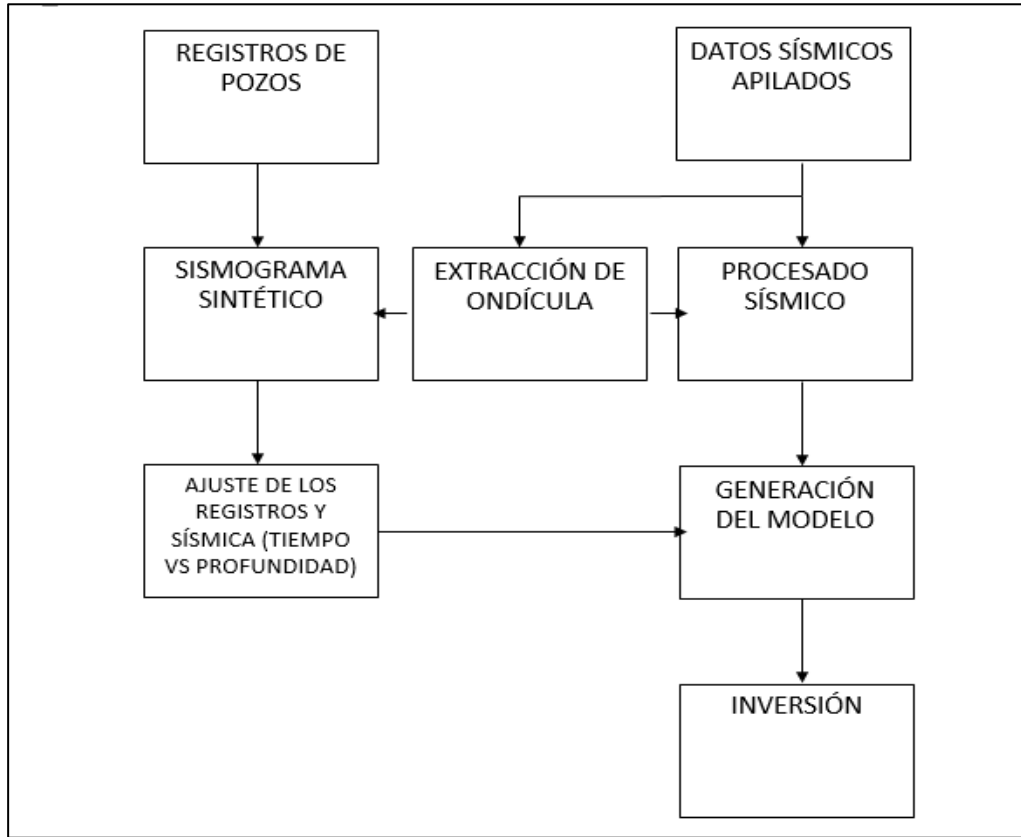 REGISTROS DE
POZOS
DATOS SÍSMICOS
APILADOS
SISMOGRAMA
SINTÉTICO
EXTRACCIÓN DE
ONDÍCULA
PROCESADO
SÍSMICO
AJUSTE DE LOS
REGISTROS Y
SÍSMICA (TIEMPO
VS PROFUNDIDAD)
GENERACIÓN
DEL MODELO
INVERSIÓN